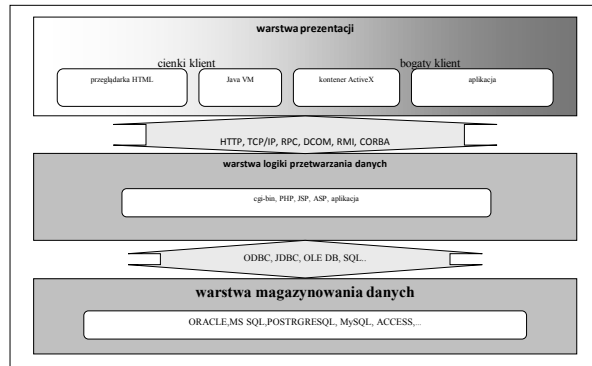 warstwa prezentacji
cienki klient bogaty klient
przeglądarka HTML Java VM kontener ActiveX aplikacja
HTTP, TCP/IP, RPC, DCOM, RMI, CORBA
warstwa logiki przetwarzania danych
cgi-bin, PHP, JSP, ASP, aplikacja
ODBC, JDBC, OLE DB, SQL..
warstwa magazynowania danych
ORACLE,MS SQL,POSTRGRESQL, MySQL, ACCESS,...